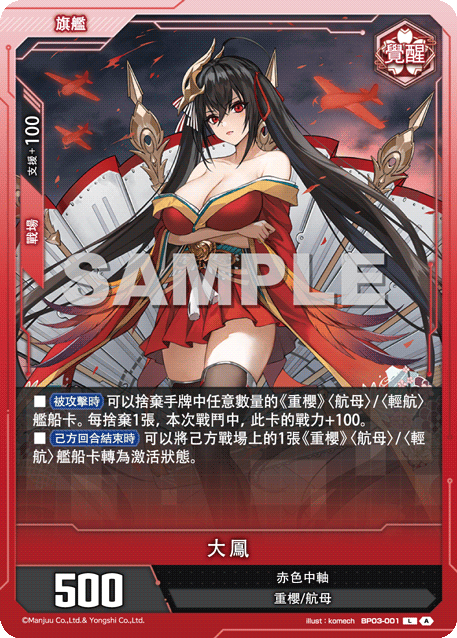 旗艦
覺醒
支援+100
戰場
SAMPLE
■ 被攻擊時 可以捨棄手牌中任意數量的《重櫻》〈航母〉/〈輕航〉
艦船卡。每捨棄1張，本次戰鬥中，此卡的戰力+100。
■ 己方回合結束時 可以將己方戰場上的1張《重櫻》〈航母〉/〈輕
航〉艦船卡轉為激活狀態。
大鳳
500
赤色中軸
重櫻/航母
©Manjuu Co.,Ltd.& Yongshi Co.,Ltd. illust : komech BP03-001 L A